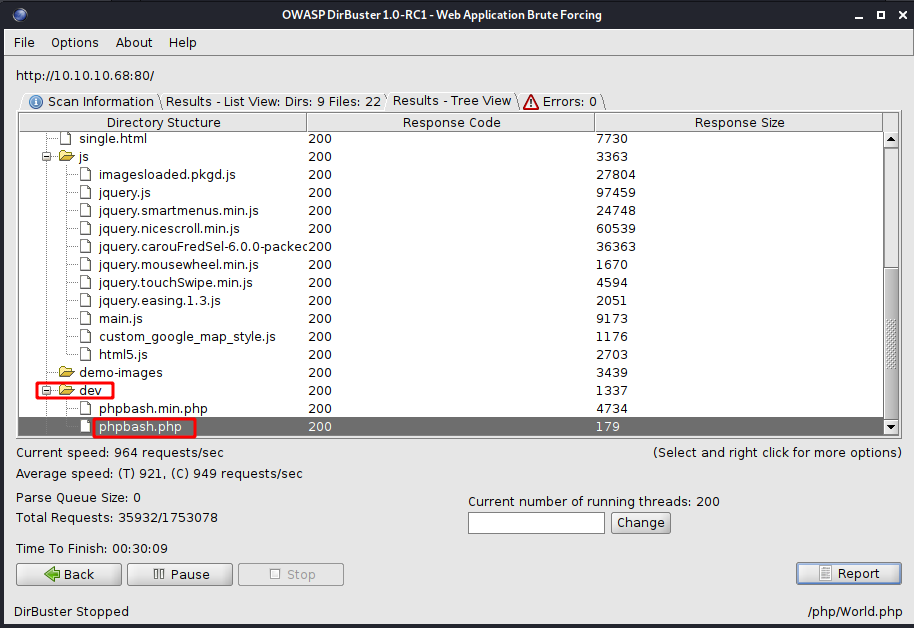 OWASP DirBuster 1.0-RC1 - Web Application Brute Forcing
File Options About Help
http://10.10.10.68:80/
Scan Information Results - List View: Dirs: 9 Files: 22 Results - Tree View Errors: 0
Directory Stucture Response Code Response Size
single.html 200 7730
js 200 3363
imagesloaded.pkgd.js 200 27804
jquery.js 200 97459
jquery.smartmenus.min.js 200 24748
jquery.nicescroll.min.js 200 60539
jquery.carouFredSel-6.0.0-packec 200 36363
jquery.mousewheel.min.js 200 1670
jquery.touchSwipe.min.js 200 4594
jquery.easing.1.3.js 200 2051
main.js 200 9173
custom_google_map_style.js 200 1176
html5.js 200 2703
demo-images 200 3439
dev 200 1337
phpbash.min.php 200 4734
phpbash.php 200 179
Current speed: 964 requests/sec (Select and right click for more options)
Average speed: (T) 921, (C) 949 requests/sec
Parse Queue Size: 0
Current number of running threads: 200
Total Requests: 35932/1753078
Change
Time To Finish: 00:30:09
Back Pause Stop Report
DirBuster Stopped /php/World.php